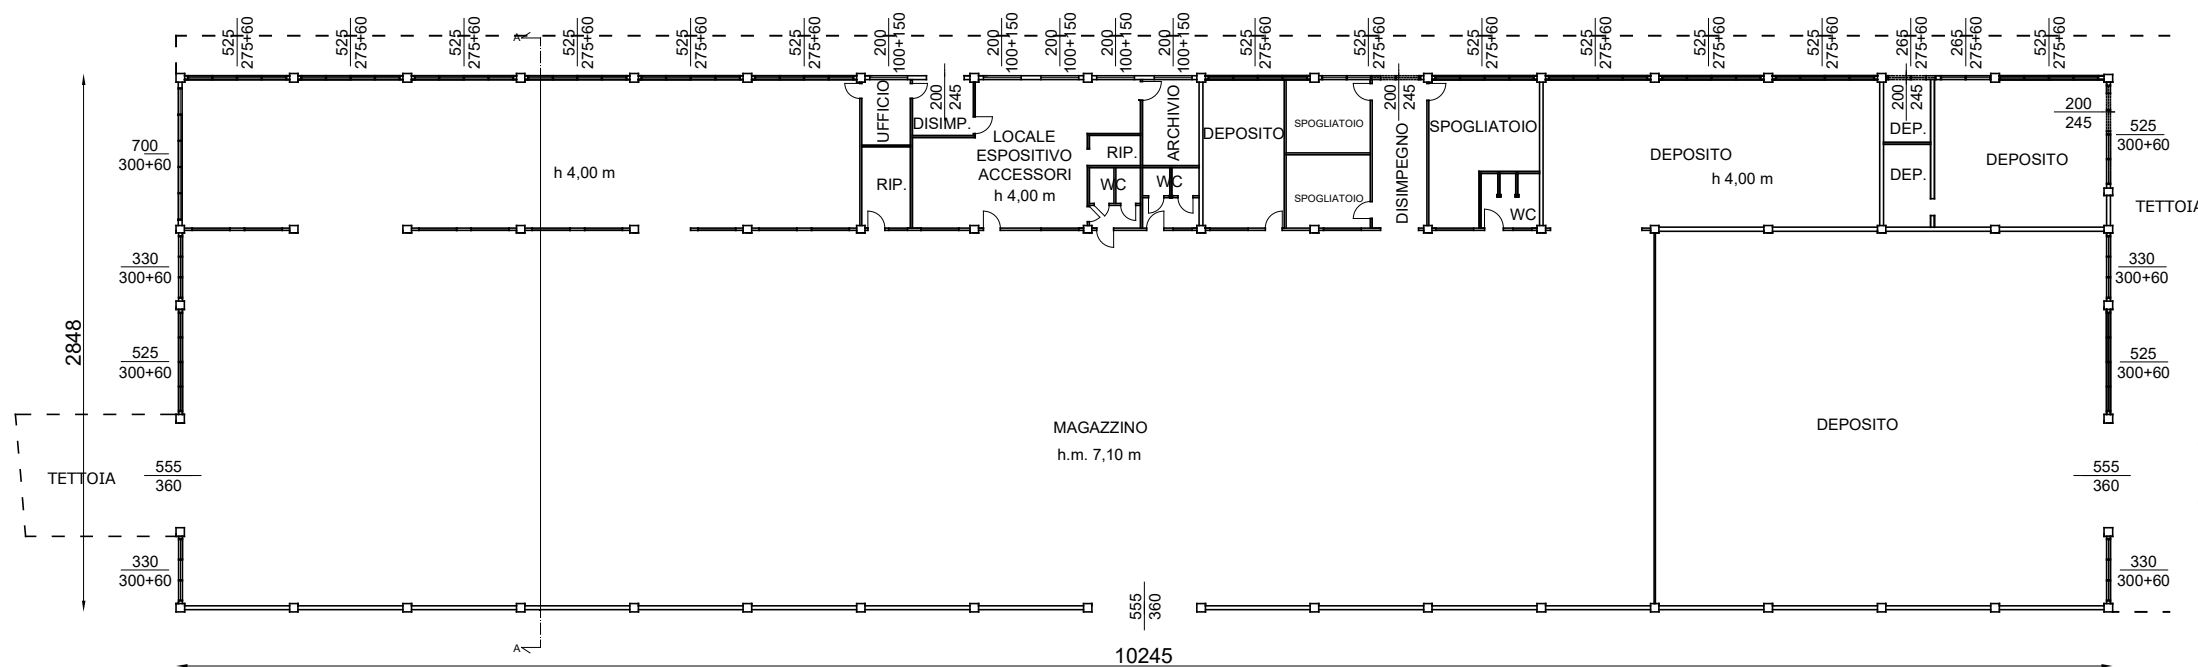 525
275+60
525
275+60
525
275+60
525
275+60
525
275+60
525
275+60
200
100+150
200
100+150
200
100+150
200
100+150
200
100+150
525
275+60
525
275+60
525
275+60
525
275+60
525
275+60
525
275+60
265
275+60
265
275+60
525
275+60
A
700
300+60
h 4,00 m
UFFICIO
RIP.
200
245
DISIMP.
LOCALE
ESPOSITIVO
ACCESSORI
h 4,00 m
RIP.
WC
ARCHIVIO
WC
DEPOSITO
SPOGLIATOIO
SPOGLIATOIO
200
245
DISIMPEGNO
SPOGLIATOIO
WC
DEPOSITO
h 4,00 m
200
245
DEP.
DEP.
200
245
DEPOSITO
525
300+60
TETTOIA
330
300+60
330
300+60
2848
525
300+60
525
300+60
MAGAZZINO
h.m. 7,10 m
DEPOSITO
TETTOIA
555
360
555
360
330
300+60
330
300+60
555
360
A
10245